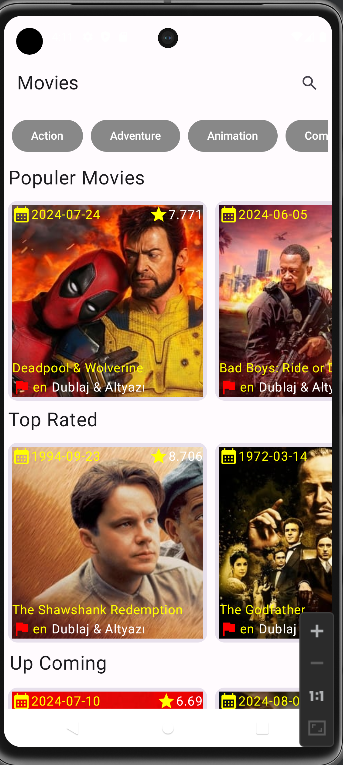 Movies
Action Adventure Animation Com
Populer Movies
2024-07-24 7.771 2024-06-05
Deadpool & Wolverine Bad Boys: Ride or
en Dublaj & Altyazı en Dublaj & Alty
Top Rated
1994-09-23 8.706 1972-03-14
The Shawshank Redemption The Godfather
en Dublaj & Altyazı en Dublaj
Up Coming
2024-07-10 6.69 2024-08-0
1:1